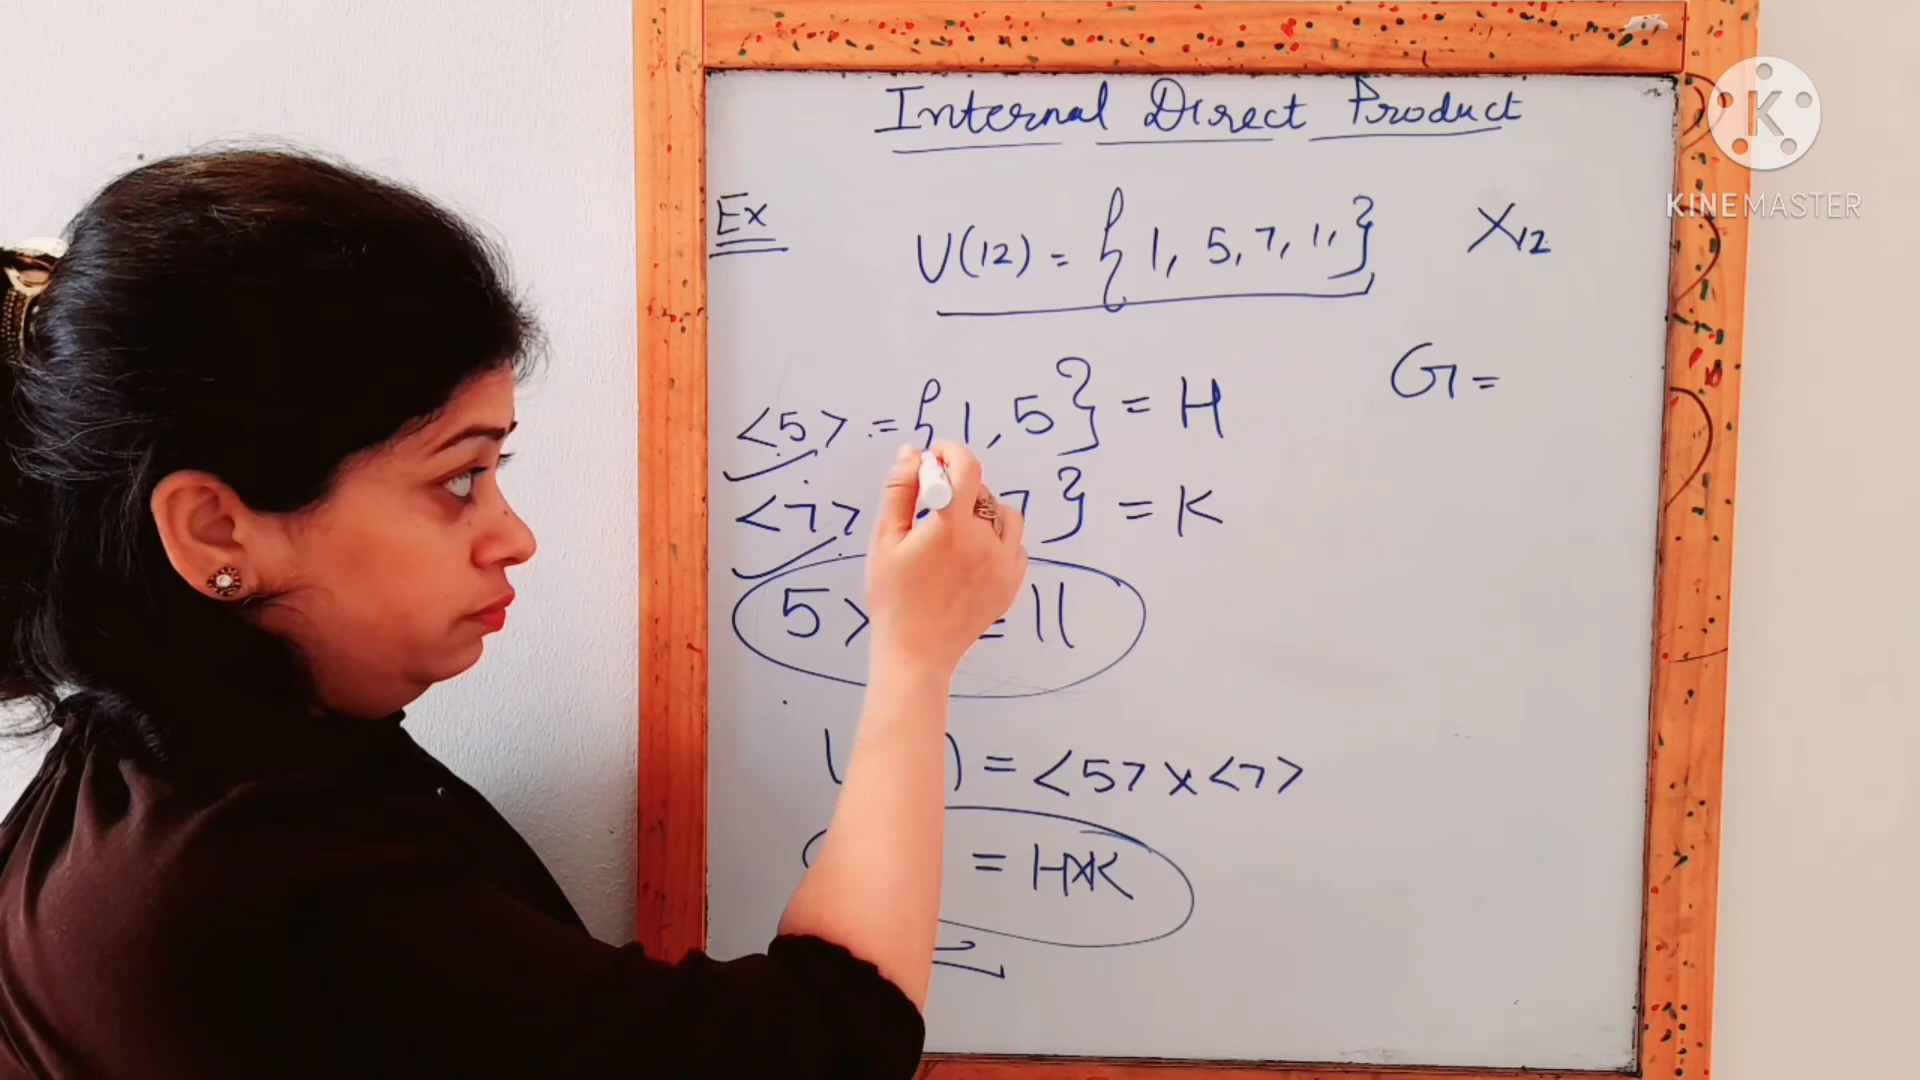 Internal Direct Product
Ex
U(12) = {1, 5, 7, 11} X12
<5> = {1, 5} = H G =
<7> 7} = K
5 = 11
) = <5> x <7>
= H×K
K
KINEMASTER